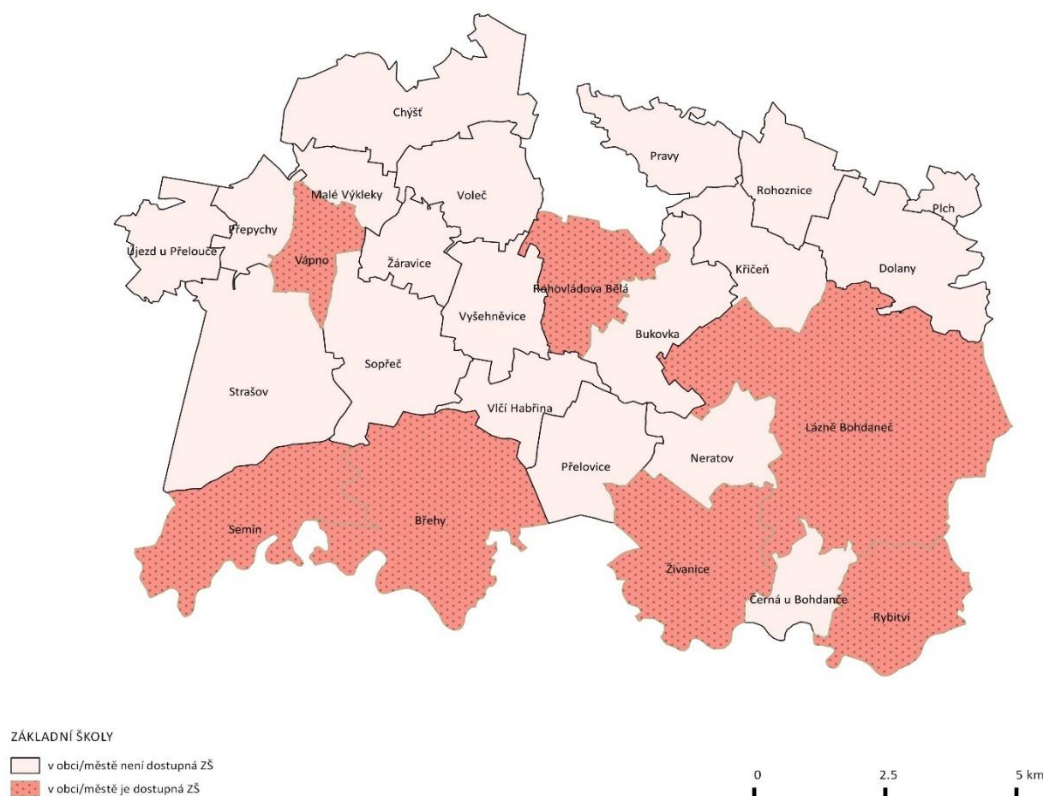 Chýšť
Pravy
Rohoznice
Malé Výkleky
Voleč
Plch
Přepychy
Újezd u Přelouče
Vápno
Žáravice
Křičeň
Dolany
Rohovládova Bělá
Vyšehněvice
Bukovka
Sopřeč
Strašov
Vlčí Habřina
Lázně Bohdaneč
Neratov
Přelovice
Semín
Břehy
Živanice
Černá u Bohdanče
Rybitví
ZÁKLADNÍ ŠKOLY
v obci/městě není dostupná ZŠ
v obci/městě je dostupná ZŠ
0 2.5 5 km